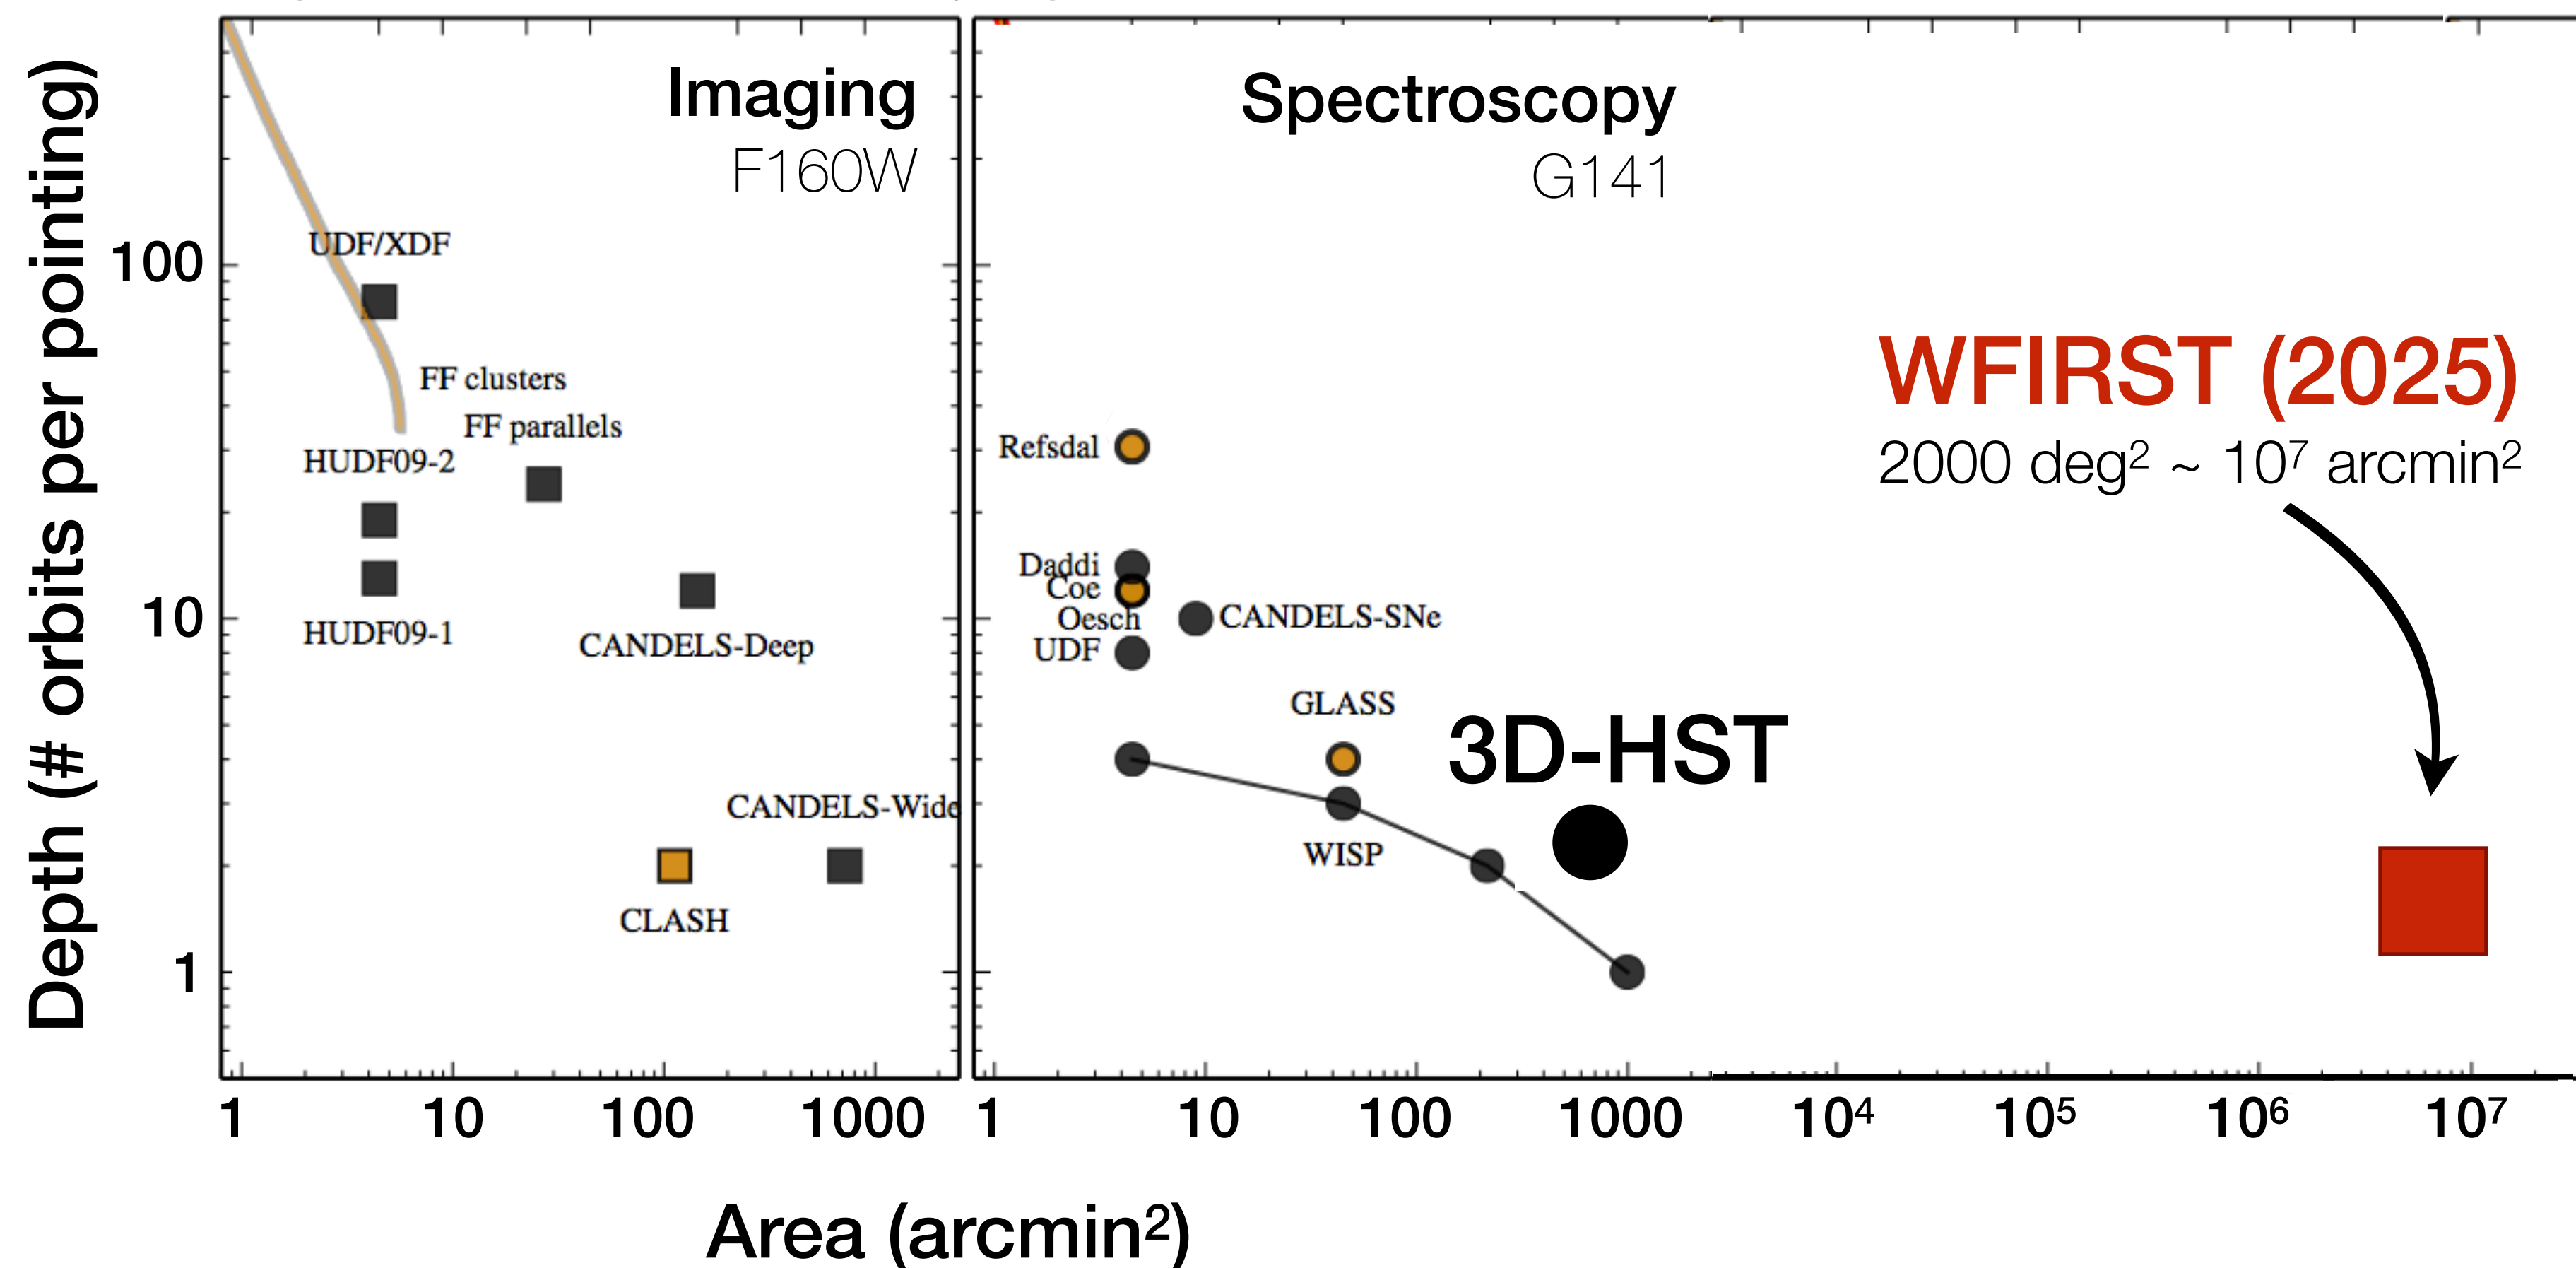 Depth (# orbits per pointing)
100
10
1
Imaging
F160W
UDF/XDF
FF clusters
FF parallels
HUDF09-2
HUDF09-1
CANDELS-Deep
CANDELS-Wide
CLASH
1 10 100 1000
Spectroscopy
G141
Refsdal
Daddi
Coe
Oesch
CANDELS-SNe
UDF
GLASS
3D-HST
WISP
WFIRST (2025)
2000 deg² ~ 10⁷ arcmin²
1 10 100 1000 10⁴ 10⁵ 10⁶ 10⁷
Area (arcmin²)